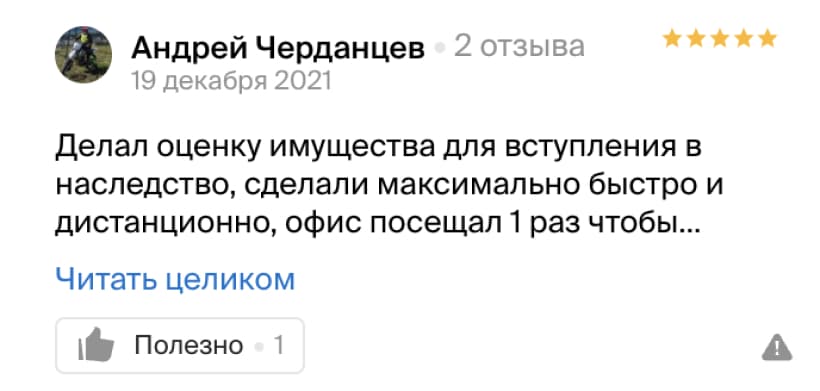 Андрей Черданцев • 2 отзыва
19 декабря 2021
Делал оценку имущества для вступления в
наследство, сделали максимально быстро и
дистанционно, офис посещал 1 раз чтобы...
Читать целиком
Полезно • 1